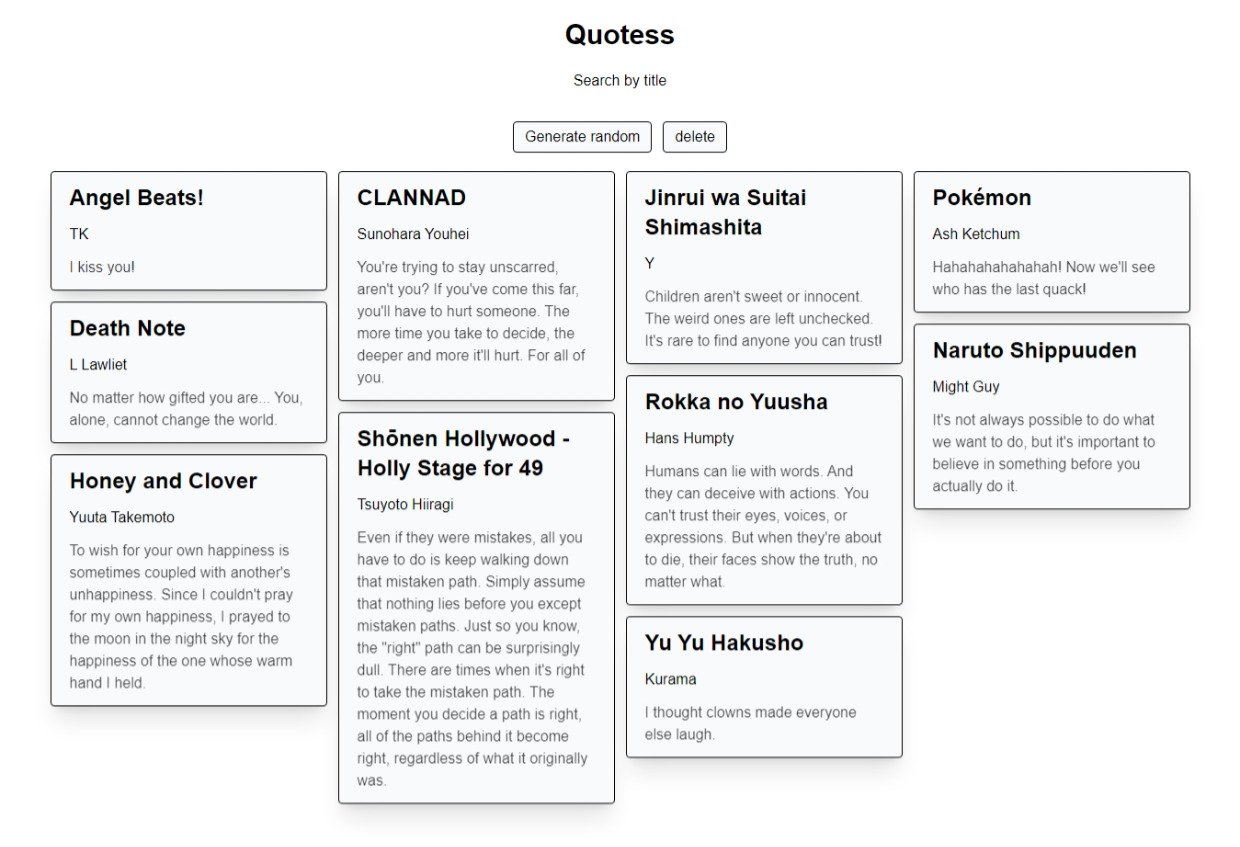 Quotess
Search by title
Generate random
delete
Angel Beats!
TK
I kiss you!
Death Note
L Lawliet
No matter how gifted you are... You,
alone, cannot change the world.
Honey and Clover
Yuuta Takemoto
To wish for your own happiness is
sometimes coupled with another's
unhappiness. Since I couldn't pray
for my own happiness, I prayed to
the moon in the night sky for the
happiness of the one whose warm
hand I held.
CLANNAD
Sunohara Youhei
You're trying to stay unscarred,
aren't you? If you've come this far,
you'll have to hurt someone. The
more time you take to decide, the
deeper and more it'll hurt. For all of
you.
Shōnen Hollywood -
Holly Stage for 49
Tsuyoto Hiiragi
Even if they were mistakes, all you
have to do is keep walking down
that mistaken path. Simply assume
that nothing lies before you except
mistaken paths. Just so you know,
the "right" path can be surprisingly
dull. There are times when it's right
to take the mistaken path. The
moment you decide a path is right,
all of the paths behind it become
right, regardless of what it originally
was.
Jinrui wa Suitai
Shimashita
Y
Children aren't sweet or innocent.
The weird ones are left unchecked.
It's rare to find anyone you can trust!
Rokka no Yuusha
Hans Humpty
Humans can lie with words. And
they can deceive with actions. You
can't trust their eyes, voices, or
expressions. But when they're about
to die, their faces show the truth, no
matter what.
Yu Yu Hakusho
Kurama
I thought clowns made everyone
else laugh.
Pokémon
Ash Ketchum
Hahahahahahah! Now we'll see
who has the last quack!
Naruto Shippuuden
Might Guy
It's not always possible to do what
we want to do, but it's important to
believe in something before you
actually do it.